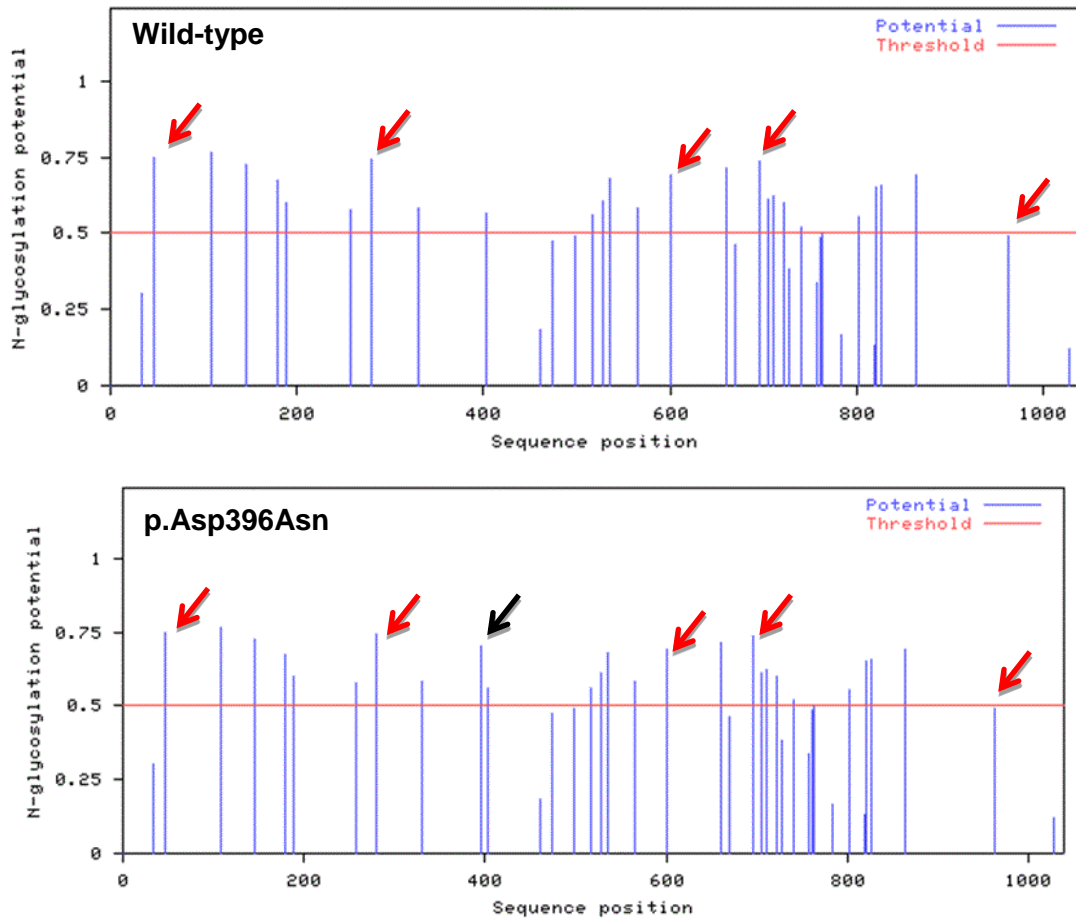 Wild-type
Potential
Threshold
N-glycosylation potential
1
0.75
0.5
0.25
0
0 200 400 600 800 1000
Sequence position
p.Asp396Asn
Potential
Threshold
N-glycosylation potential
1
0.75
0.5
0.25
0
0 200 400 600 800 1000
Sequence position